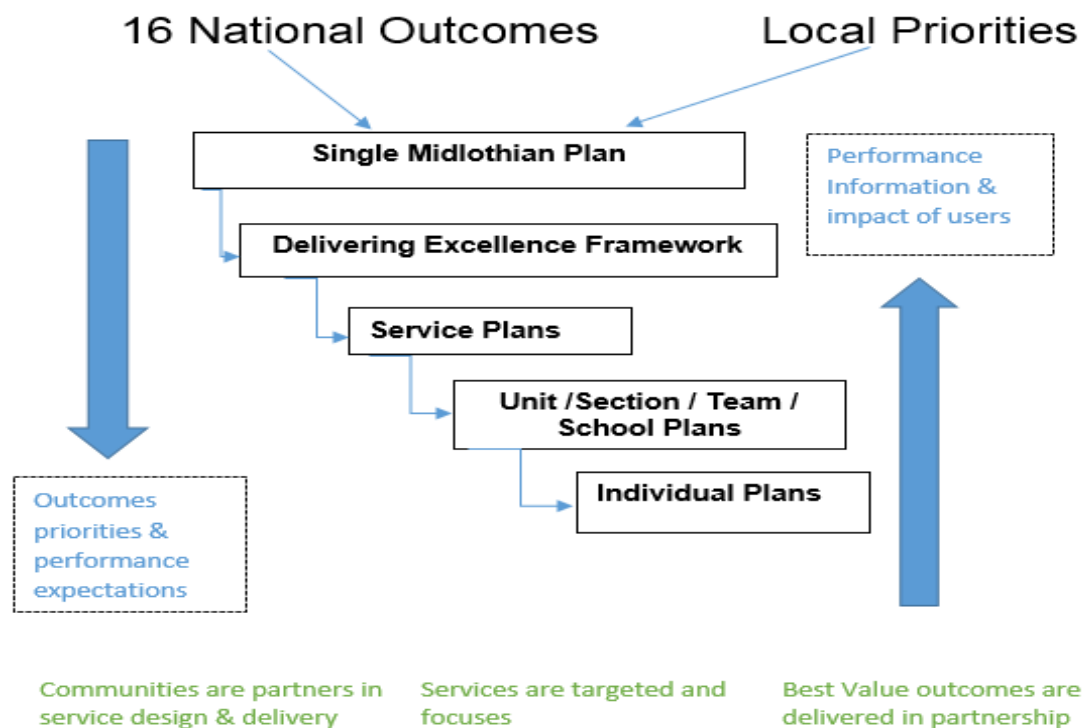 16 National Outcomes
Local Priorities
Single Midlothian Plan
Performance
Information &
impact of users
Delivering Excellence Framework
Service Plans
Unit /Section / Team /
School Plans
Individual Plans
Outcomes
priorities &
performance
expectations
Communities are partners in
service design & delivery
Services are targeted and
focuses
Best Value outcomes are
delivered in partnership